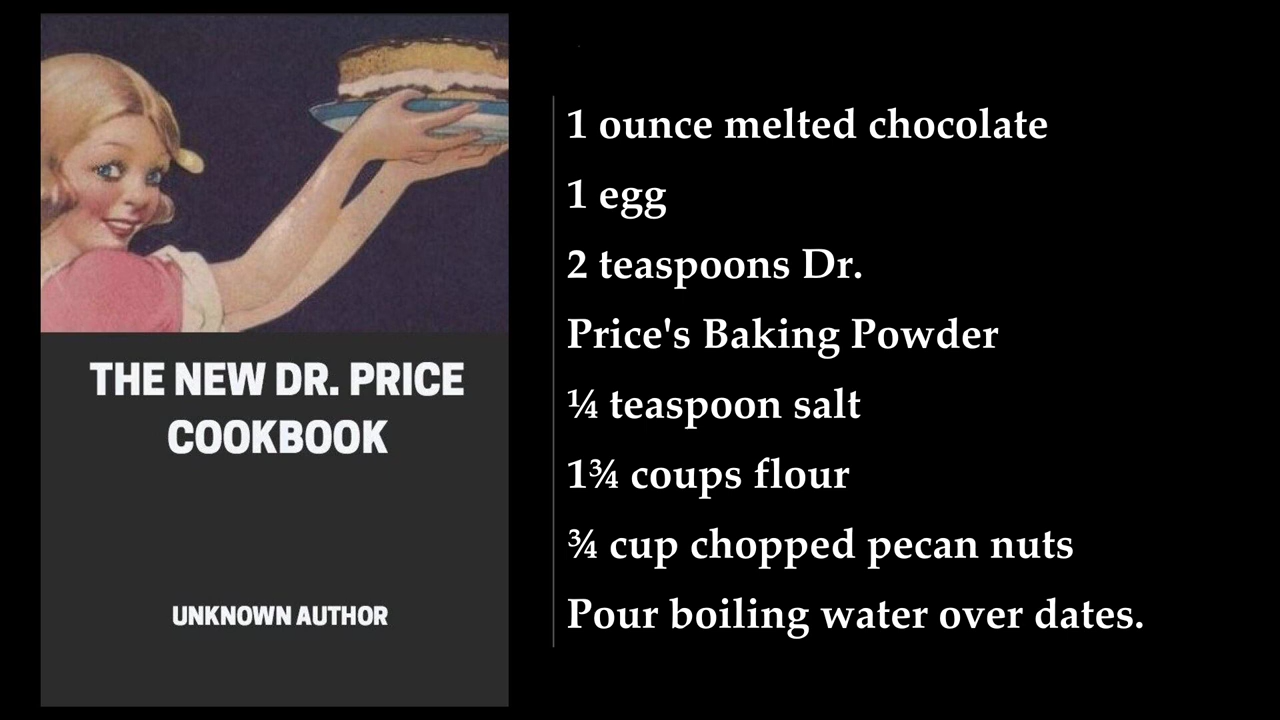 THE NEW DR. PRICE
COOKBOOK
UNKNOWN AUTHOR
1 ounce melted chocolate
1 egg
2 teaspoons Dr.
Price's Baking Powder
¼ teaspoon salt
1¾ coups flour
¾ cup chopped pecan nuts
Pour boiling water over dates.